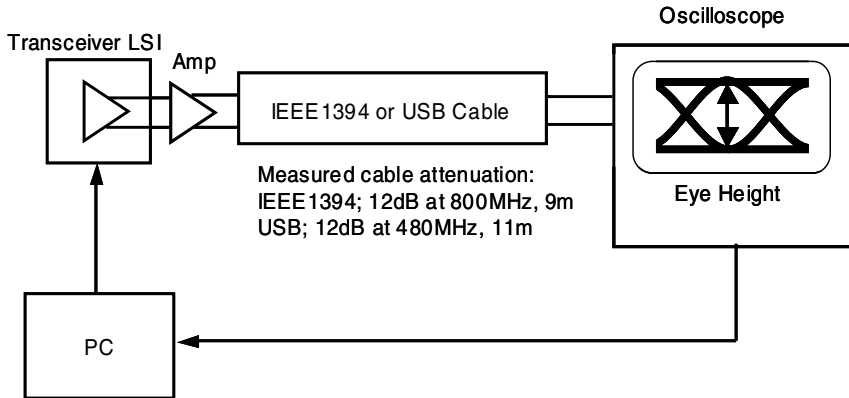 Oscilloscope
Transceiver LSI
Amp
IEEE1394 or USB Cable
Measured cable attenuation:
IEEE1394; 12dB at 800MHz, 9m
USB; 12dB at 480MHz, 11m
Eye Height
PC